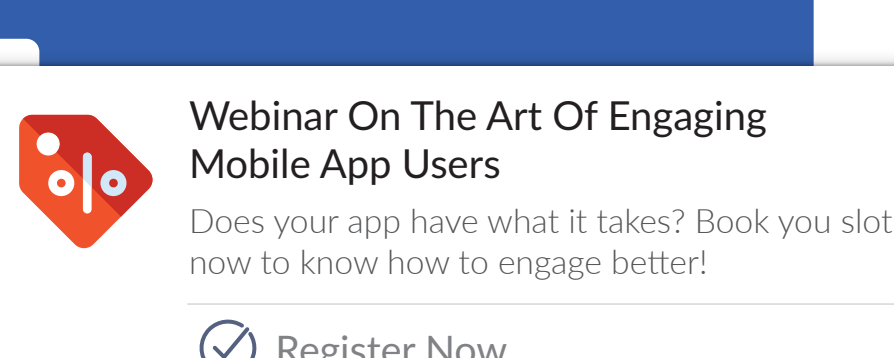 Webinar On The Art Of Engaging
Mobile App Users
Does your app have what it takes? Book you slot
now to know how to engage better!
Register Now